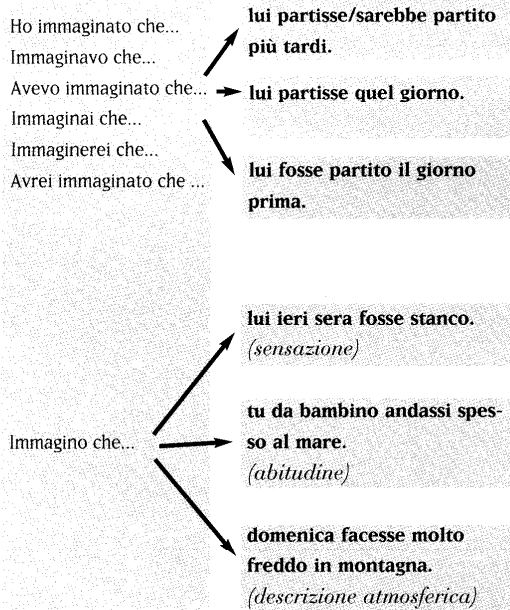 Ho immaginato che...
Immaginavo che...
Avevo immaginato che...
Immaginai che...
Immaginerei che...
Avrei immaginato che ...
lui partisse/sarebbe partito
più tardi.
lui partisse quel giorno.
lui fosse partito il giorno
prima.
Immagino che...
lui ieri sera fosse stanco.
(sensazione)
tu da bambino andassi spes-
so al mare.
(abitudine)
domenica facesse molto
freddo in montagna.
(descrizione atmosferica)